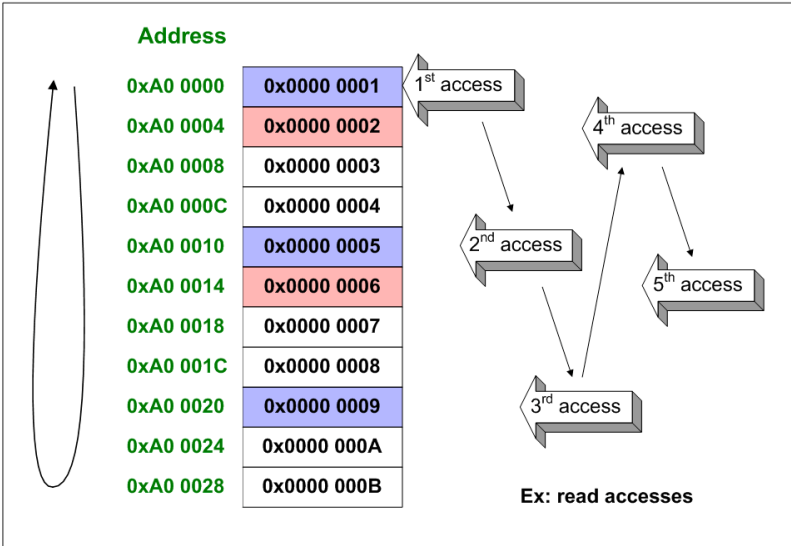 Address
0xA0 0000 0x0000 0001 1st access
0xA0 0004 0x0000 0002 4th access
0xA0 0008 0x0000 0003
0xA0 000C 0x0000 0004
0xA0 0010 0x0000 0005 2nd access
0xA0 0014 0x0000 0006 5th access
0xA0 0018 0x0000 0007
0xA0 001C 0x0000 0008
0xA0 0020 0x0000 0009 3rd access
0xA0 0024 0x0000 000A
0xA0 0028 0x0000 000B
Ex: read accesses